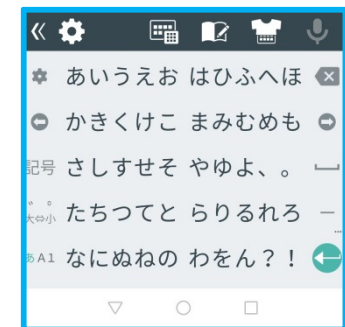 あいうえお はひふへほ
かきくけこ まみむめも
記号 さしすせそ やゆよ、。
゛゜大⇔小 たちつてと らりるれろ ー
あA1 なにぬねの わをん？！